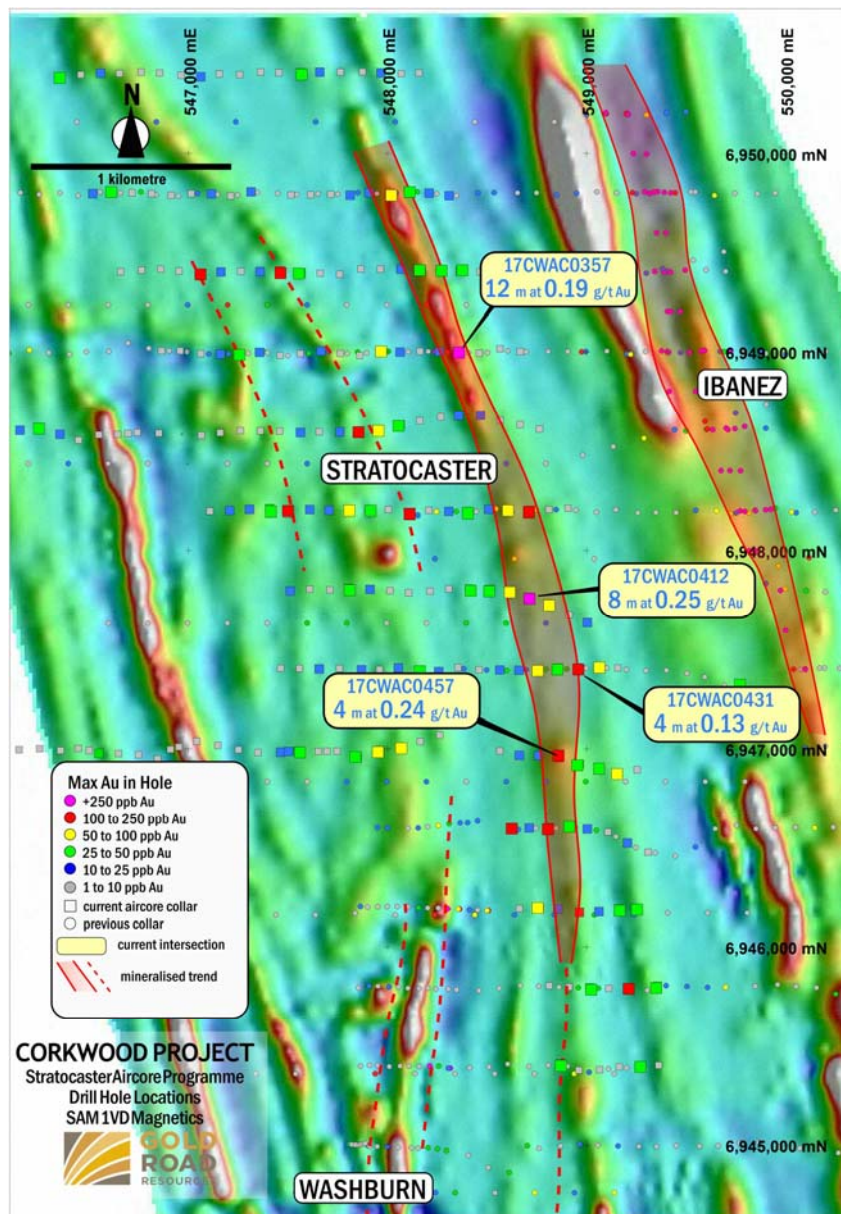 547,000 mE
548,000 mE
549,000 mE
550,000 mE
N
1 kilometre
6,950,000 mN
17CWAC0357
12 m at 0.19 g/t Au
6,949,000 mN
IBANEZ
STRATOCASTER
6,948,000 mN
17CWAC0412
8 m at 0.25 g/t Au
17CWAC0457
4 m at 0.24 g/t Au
17CWAC0431
4 m at 0.13 g/t Au
6,947,000 mN
Max Au in Hole
+250 ppb Au
100 to 250 ppb Au
50 to 100 ppb Au
25 to 50 ppb Au
10 to 25 ppb Au
1 to 10 ppb Au
current aircore collar
previous collar
current intersection
mineralised trend
6,946,000 mN
CORKWOOD PROJECT
Stratocaster Aircore Programme
Drill Hole Locations
SAM 1VD Magnetics
GOLD
ROAD
RESOURCES
6,945,000 mN
WASHBURN